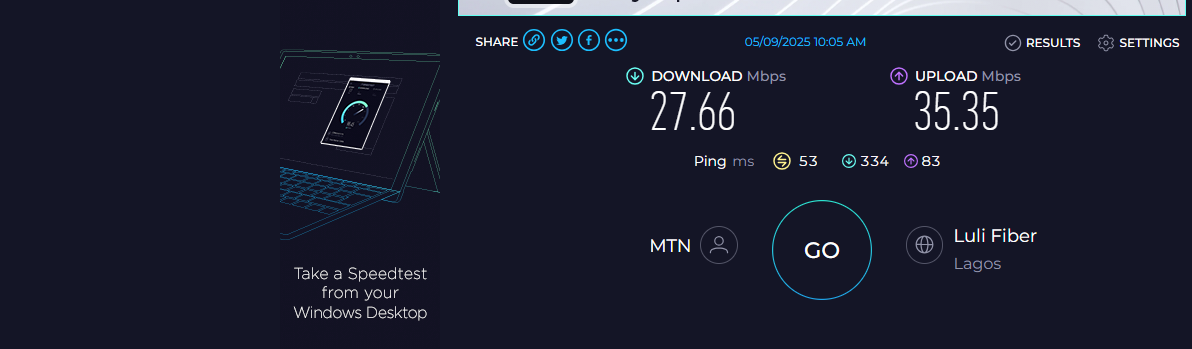 SHARE
05/09/2025 10:05 AM
RESULTS
SETTINGS
DOWNLOAD Mbps
UPLOAD Mbps
27.66
35.35
Ping ms 53 334 83
MTN
GO
Luli Fiber
Lagos
Take a Speedtest
from your
Windows Desktop